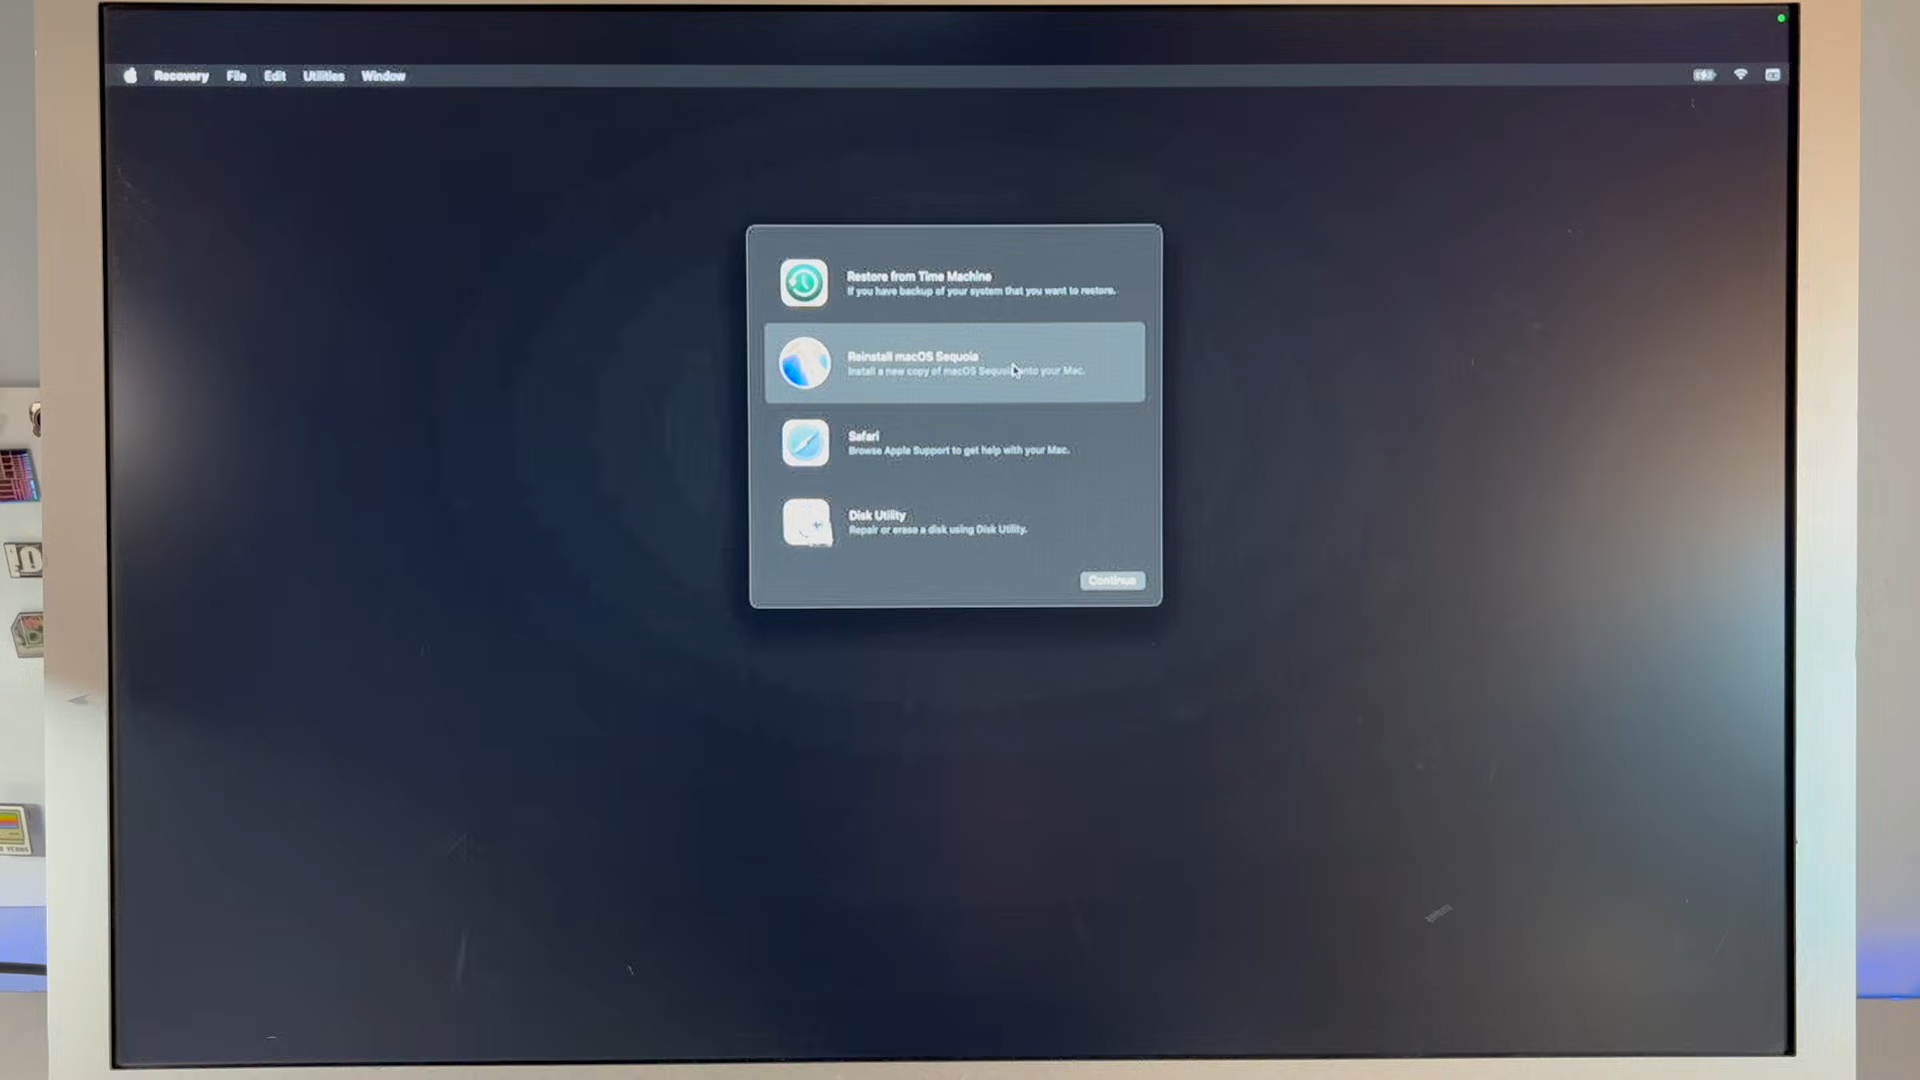 Recovery File Edit Utilities Window
Restore from Time Machine
If you have backup of your system that you want to restore.
Reinstall macOS Sequoia
Install a new copy of macOS Sequoia onto your Mac.
Safari
Browse Apple Support to get help with your Mac.
Disk Utility
Repair or erase a disk using Disk Utility.
Continue